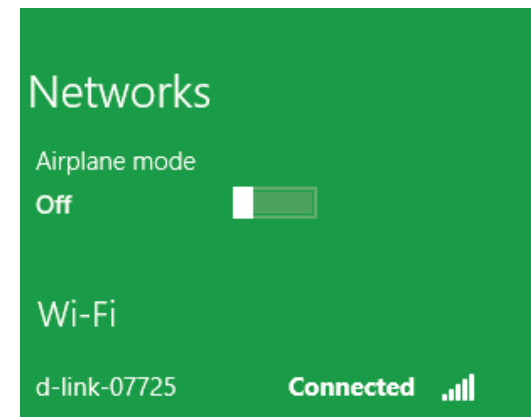 Networks
Airplane mode
Off
Wi-Fi
d-link-07725 Connected